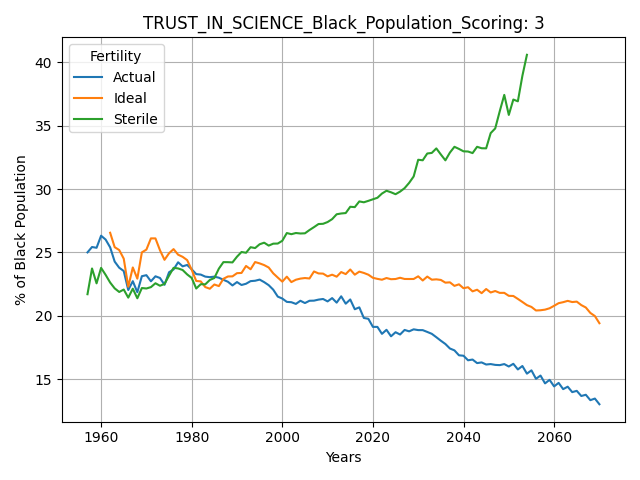 TRUST_IN_SCIENCE_Black_Population_Scoring: 3
Fertility
Actual
Ideal
Sterile
% of Black Population
40
35
30
25
20
15
1960
1980
2000
2020
2040
2060
Years